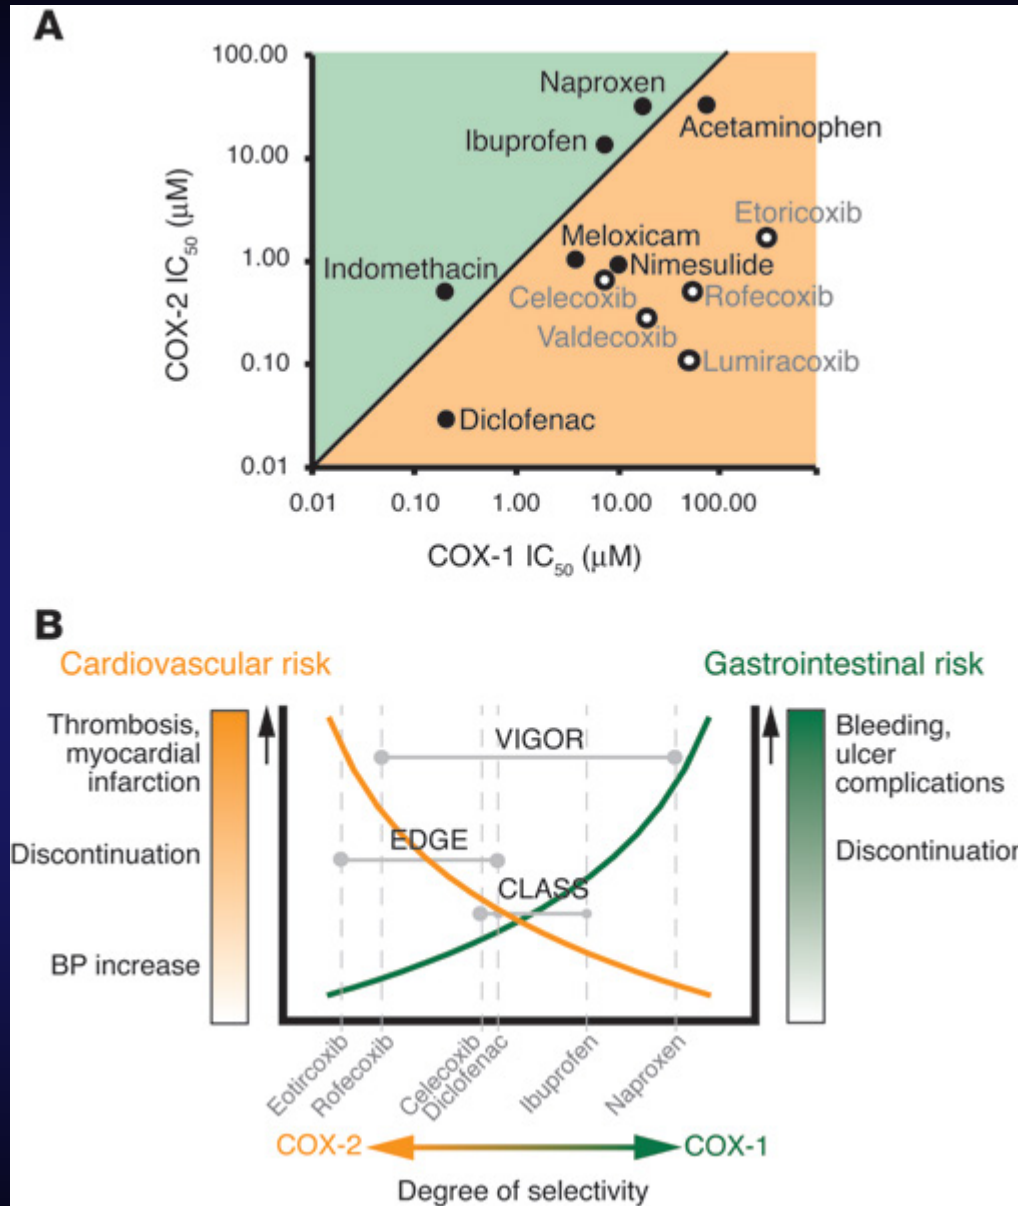 A
100.00
10.00
1.00
0.10
0.01
COX-2 IC50 (μM)
Naproxen
Acetaminophen
Ibuprofen
Etoricoxib
Meloxicam
Indomethacin
Nimesulide
Celecoxib
Rofecoxib
Valdecoxib
Lumiracoxib
Diclofenac
0.01 0.10 1.00 10.00 100.00
COX-1 IC50 (μM)
B
Cardiovascular risk
Gastrointestinal risk
Thrombosis,
myocardial
infarction
Discontinuation
BP increase
VIGOR
EDGE
CLASS
Bleeding,
ulcer
complications
Discontinuation
Eotircoxib
Rofecoxib
Celecoxib
Diclofenac
Ibuprofen
Naproxen
COX-2
COX-1
Degree of selectivity